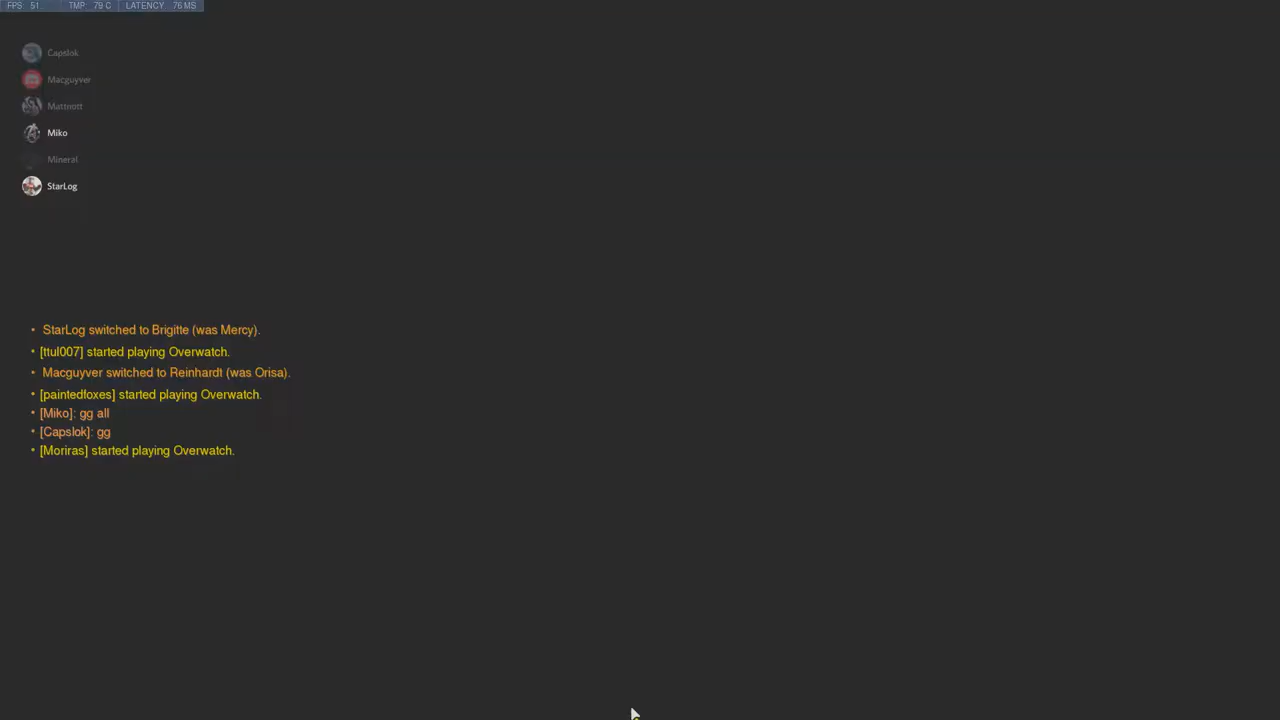 FPS: 51 TMP: 79 C LATENCY: 76 MS
Capslok
Macguyver
Mattnott
Miko
Mineral
StarLog
• StarLog switched to Brigitte (was Mercy).
• [ttul007] started playing Overwatch.
• Macguyver switched to Reinhardt (was Orisa).
• [paintedfoxes] started playing Overwatch.
• [Miko]: gg all
• [Capslok]: gg
• [Moriras] started playing Overwatch.